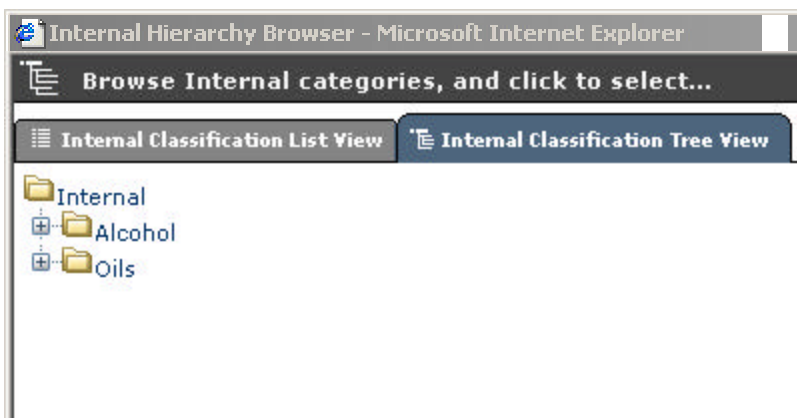 Internal Hierarchy Browser - Microsoft Internet Explorer
Browse Internal categories, and click to select...
Internal Classification List View Internal Classification Tree View
Internal
Alcohol
Oils